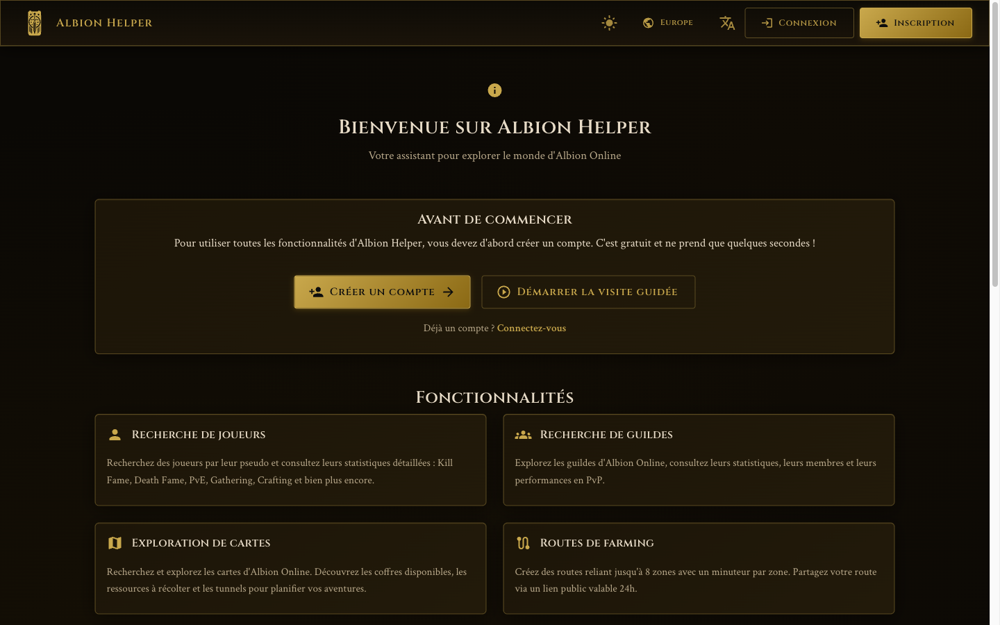 Albion Helper
Europe
Connexion
Inscription
Bienvenue sur Albion Helper
Votre assistant pour explorer le monde d'Albion Online
Avant de commencer
Pour utiliser toutes les fonctionnalités d'Albion Helper, vous devez d'abord créer un compte. C'est gratuit et ne prend que quelques secondes !
Créer un compte
Démarrer la visite guidée
Déjà un compte ? Connectez-vous
Fonctionnalités
Recherche de joueurs
Recherchez des joueurs par leur pseudo et consultez leurs statistiques détaillées : Kill
Fame, Death Fame, PvE, Gathering, Crafting et bien plus encore.
Recherche de guildes
Explorez les guildes d'Albion Online, consultez leurs statistiques, leurs membres et leurs
performances en PvP.
Exploration de cartes
Recherchez et explorez les cartes d'Albion Online. Découvrez les coffres disponibles, les
ressources à récolter et les tunnels pour planifier vos aventures.
Routes de farming
Créez des routes reliant jusqu'à 8 zones avec un minuteur par zone. Partagez votre route
via un lien public valable 24h.